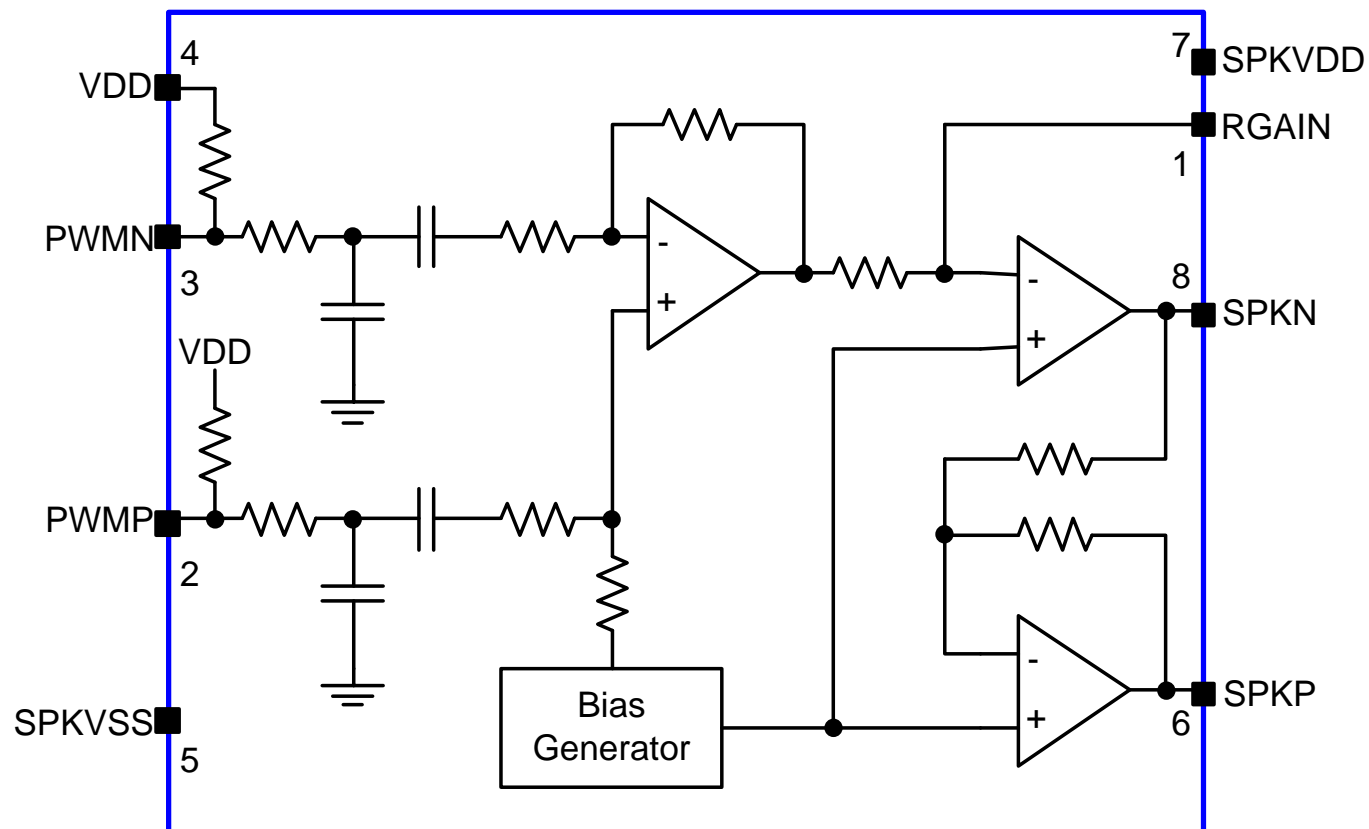 4
VDD
7
SPKVDD
RGAIN
1
PWMN
3
-
+
-
+
8
SPKN
VDD
PWMP
2
-
+
SPKP
6
Bias
Generator
SPKVSS
5